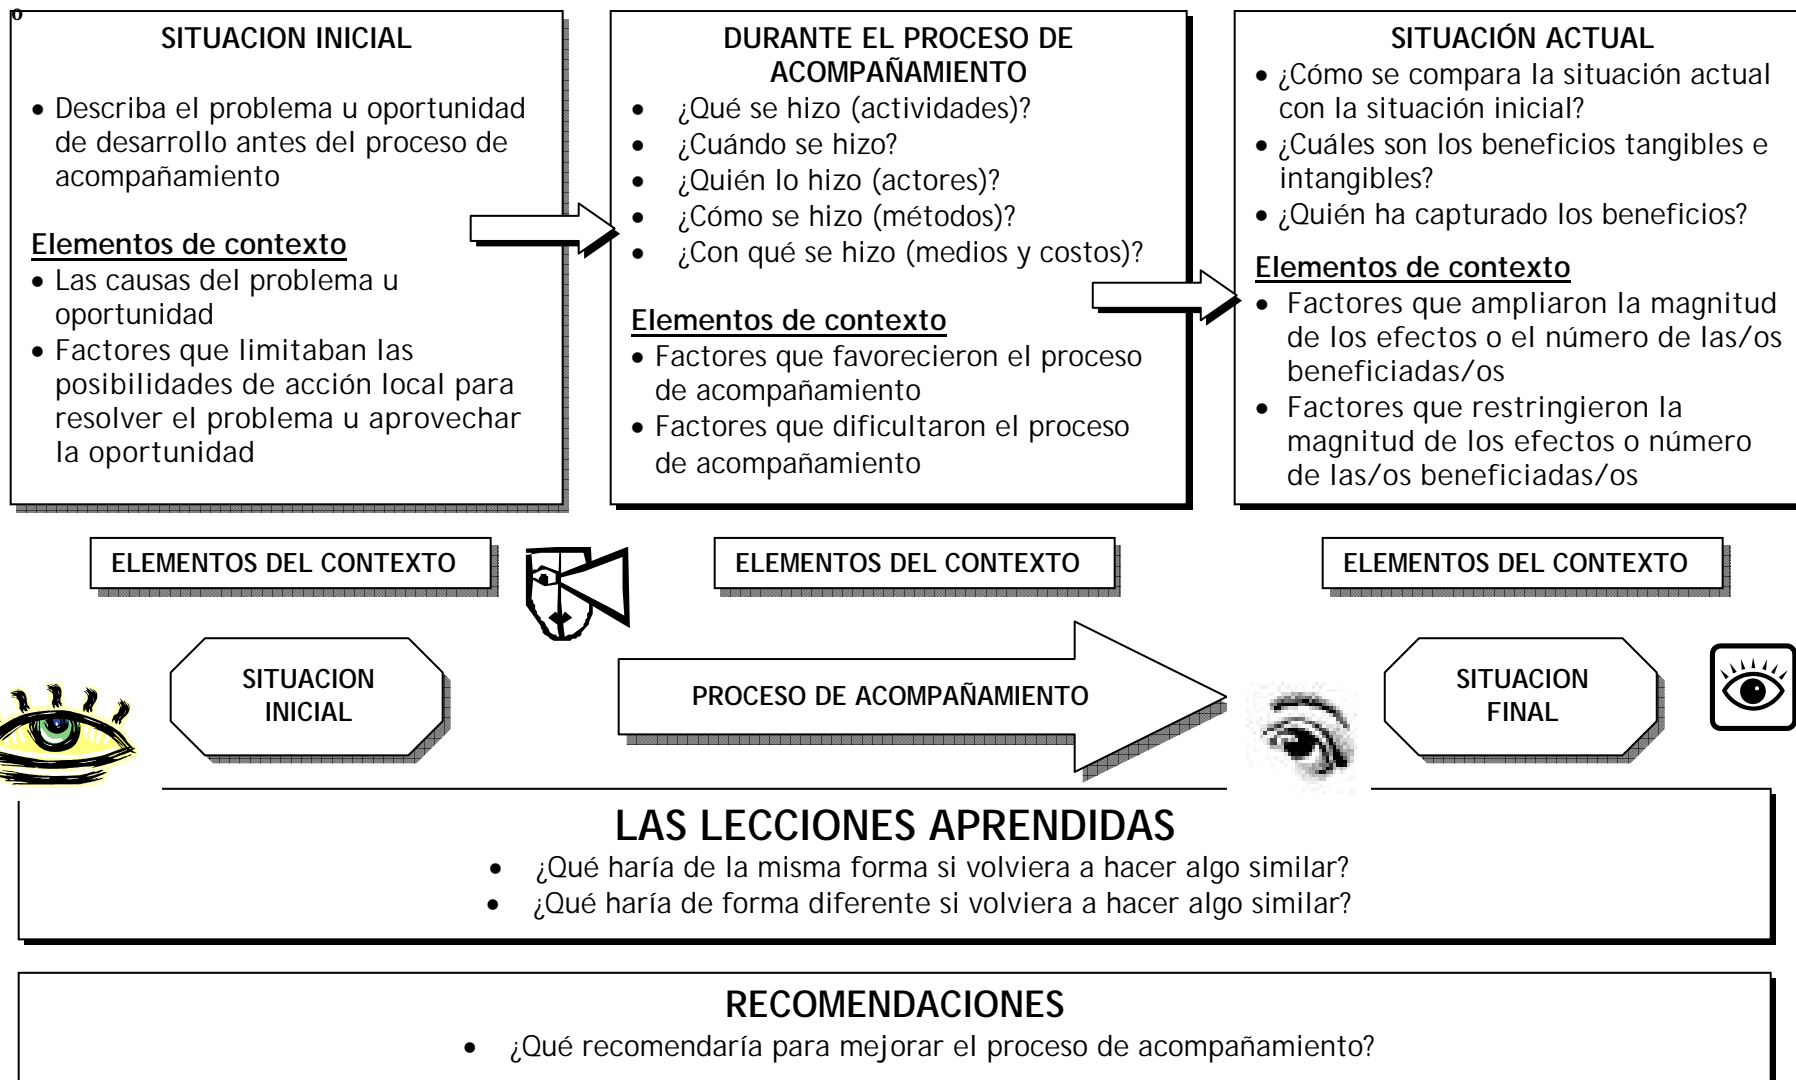 o
SITUACION INICIAL
• Describa el problema u oportunidad
de desarrollo antes del proceso de
acompañamiento
Elementos de contexto
• Las causas del problema u
oportunidad
• Factores que limitaban las
posibilidades de acción local para
resolver el problema u aprovechar
la oportunidad
DURANTE EL PROCESO DE
ACOMPAÑAMIENTO
• ¿Qué se hizo (actividades)?
• ¿Cuándo se hizo?
• ¿Quién lo hizo (actores)?
• ¿Cómo se hizo (métodos)?
• ¿Con qué se hizo (medios y costos)?
Elementos de contexto
• Factores que favorecieron el proceso
de acompañamiento
• Factores que dificultaron el proceso
de acompañamiento
SITUACIÓN ACTUAL
• ¿Cómo se compara la situación actual
con la situación inicial?
• ¿Cuáles son los beneficios tangibles e
intangibles?
• ¿Quién ha capturado los beneficios?
Elementos de contexto
• Factores que ampliaron la magnitud
de los efectos o el número de las/os
beneficiadas/os
• Factores que restringieron la
magnitud de los efectos o número
de las/os beneficiadas/os
ELEMENTOS DEL CONTEXTO
ELEMENTOS DEL CONTEXTO
ELEMENTOS DEL CONTEXTO
SITUACION
INICIAL
PROCESO DE ACOMPAÑAMIENTO
SITUACION
FINAL
LAS LECCIONES APRENDIDAS
• ¿Qué haría de la misma forma si volviera a hacer algo similar?
• ¿Qué haría de forma diferente si volviera a hacer algo similar?
RECOMENDACIONES
• ¿Qué recomendaría para mejorar el proceso de acompañamiento?